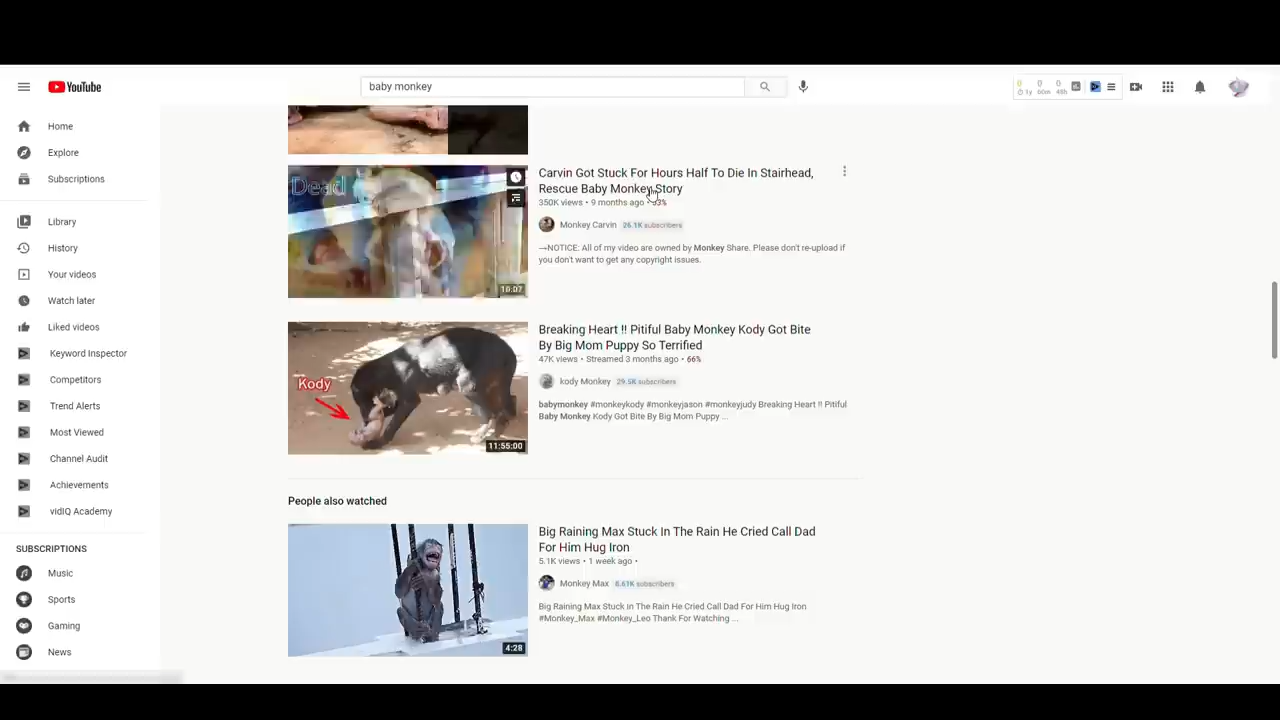 YouTube
baby monkey
0 0 0
1y 60m 48h
Home
Explore
Subscriptions
Library
History
Your videos
Watch later
Liked videos
Keyword Inspector
Competitors
Trend Alerts
Most Viewed
Channel Audit
Achievements
vidIQ Academy
SUBSCRIPTIONS
Music
Sports
Gaming
News
Dead
10:07
Carvin Got Stuck For Hours Half To Die In Stairhead,
Rescue Baby Monkey Story
350K views • 9 months ago •
Monkey Carvin 26.1K subscribers
→NOTICE: All of my video are owned by Monkey Share. Please don't re-upload if
you don't want to get any copyright issues.
Kody
11:55:00
Breaking Heart !! Pitiful Baby Monkey Kody Got Bite
By Big Mom Puppy So Terrified
47K views • Streamed 3 months ago • 66%
kody Monkey 29.5K subscribers
babymonkey #monkeykody #monkeyjason #monkeyjudy Breaking Heart !! Pitiful
Baby Monkey Kody Got Bite By Big Mom Puppy ...
People also watched
4:28
Big Raining Max Stuck In The Rain He Cried Call Dad
For Him Hug Iron
5.1K views • 1 week ago •
Monkey Max 8.61K subscribers
Big Raining Max Stuck In The Rain He Cried Call Dad For Him Hug Iron
#Monkey_Max #Monkey_Leo Thank For Watching ...